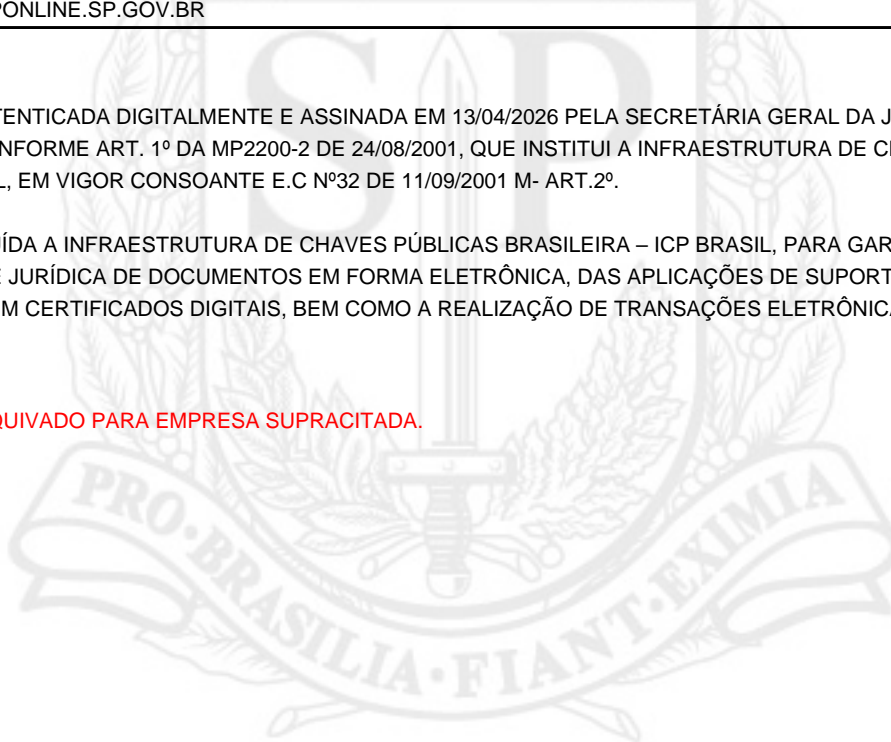 PONLINE.SP.GOV.BR
TENTICADA DIGITALMENTE E ASSINADA EM 13/04/2026 PELA SECRETÁRIA GERAL DA J
NFORME ART. 1º DA MP2200-2 DE 24/08/2001, QUE INSTITUI A INFRAESTRUTURA DE C
L, EM VIGOR CONSOANTE E.C Nº32 DE 11/09/2001 M- ART.2º.
ÍDA A INFRAESTRUTURA DE CHAVES PÚBLICAS BRASILEIRA – ICP BRASIL, PARA GAR
E JURÍDICA DE DOCUMENTOS EM FORMA ELETRÔNICA, DAS APLICAÇÕES DE SUPORT
M CERTIFICADOS DIGITAIS, BEM COMO A REALIZAÇÃO DE TRANSAÇÕES ELETRÔNICA
QUIVADO PARA EMPRESA SUPRACITADA.
SP
PRO·BRASILIA·FIANT·EXIMIA